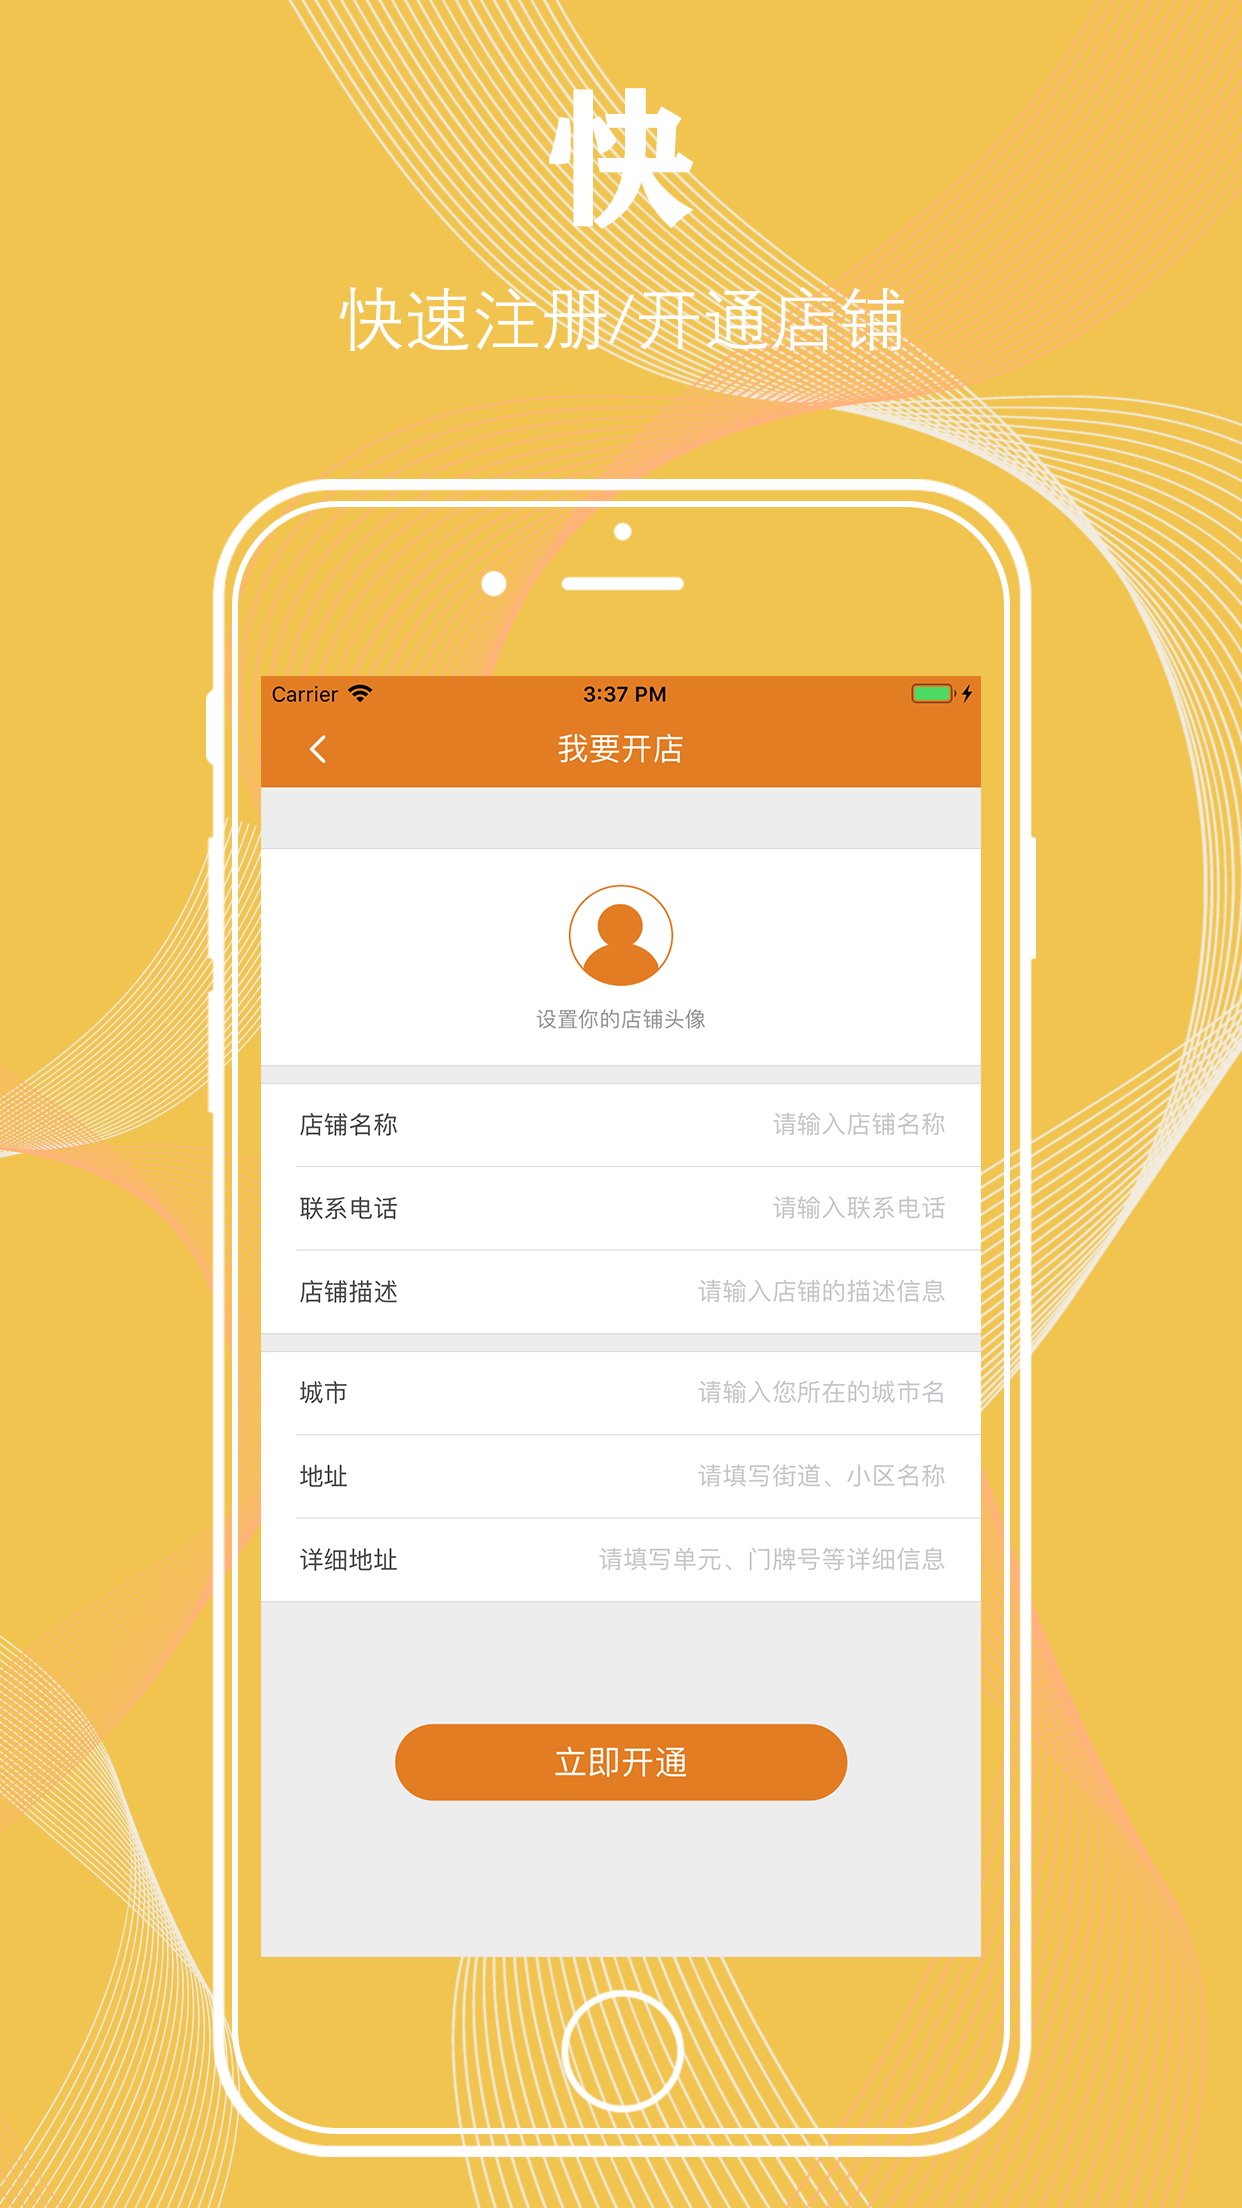 快
快速注册/开通店铺
Carrier 3:37 PM
我要开店
设置你的店铺头像
店铺名称 请输入店铺名称
联系电话 请输入联系电话
店铺描述 请输入店铺的描述信息
城市 请输入您所在的城市名
地址 请填写街道、小区名称
详细地址 请填写单元、门牌号等详细信息
立即开通